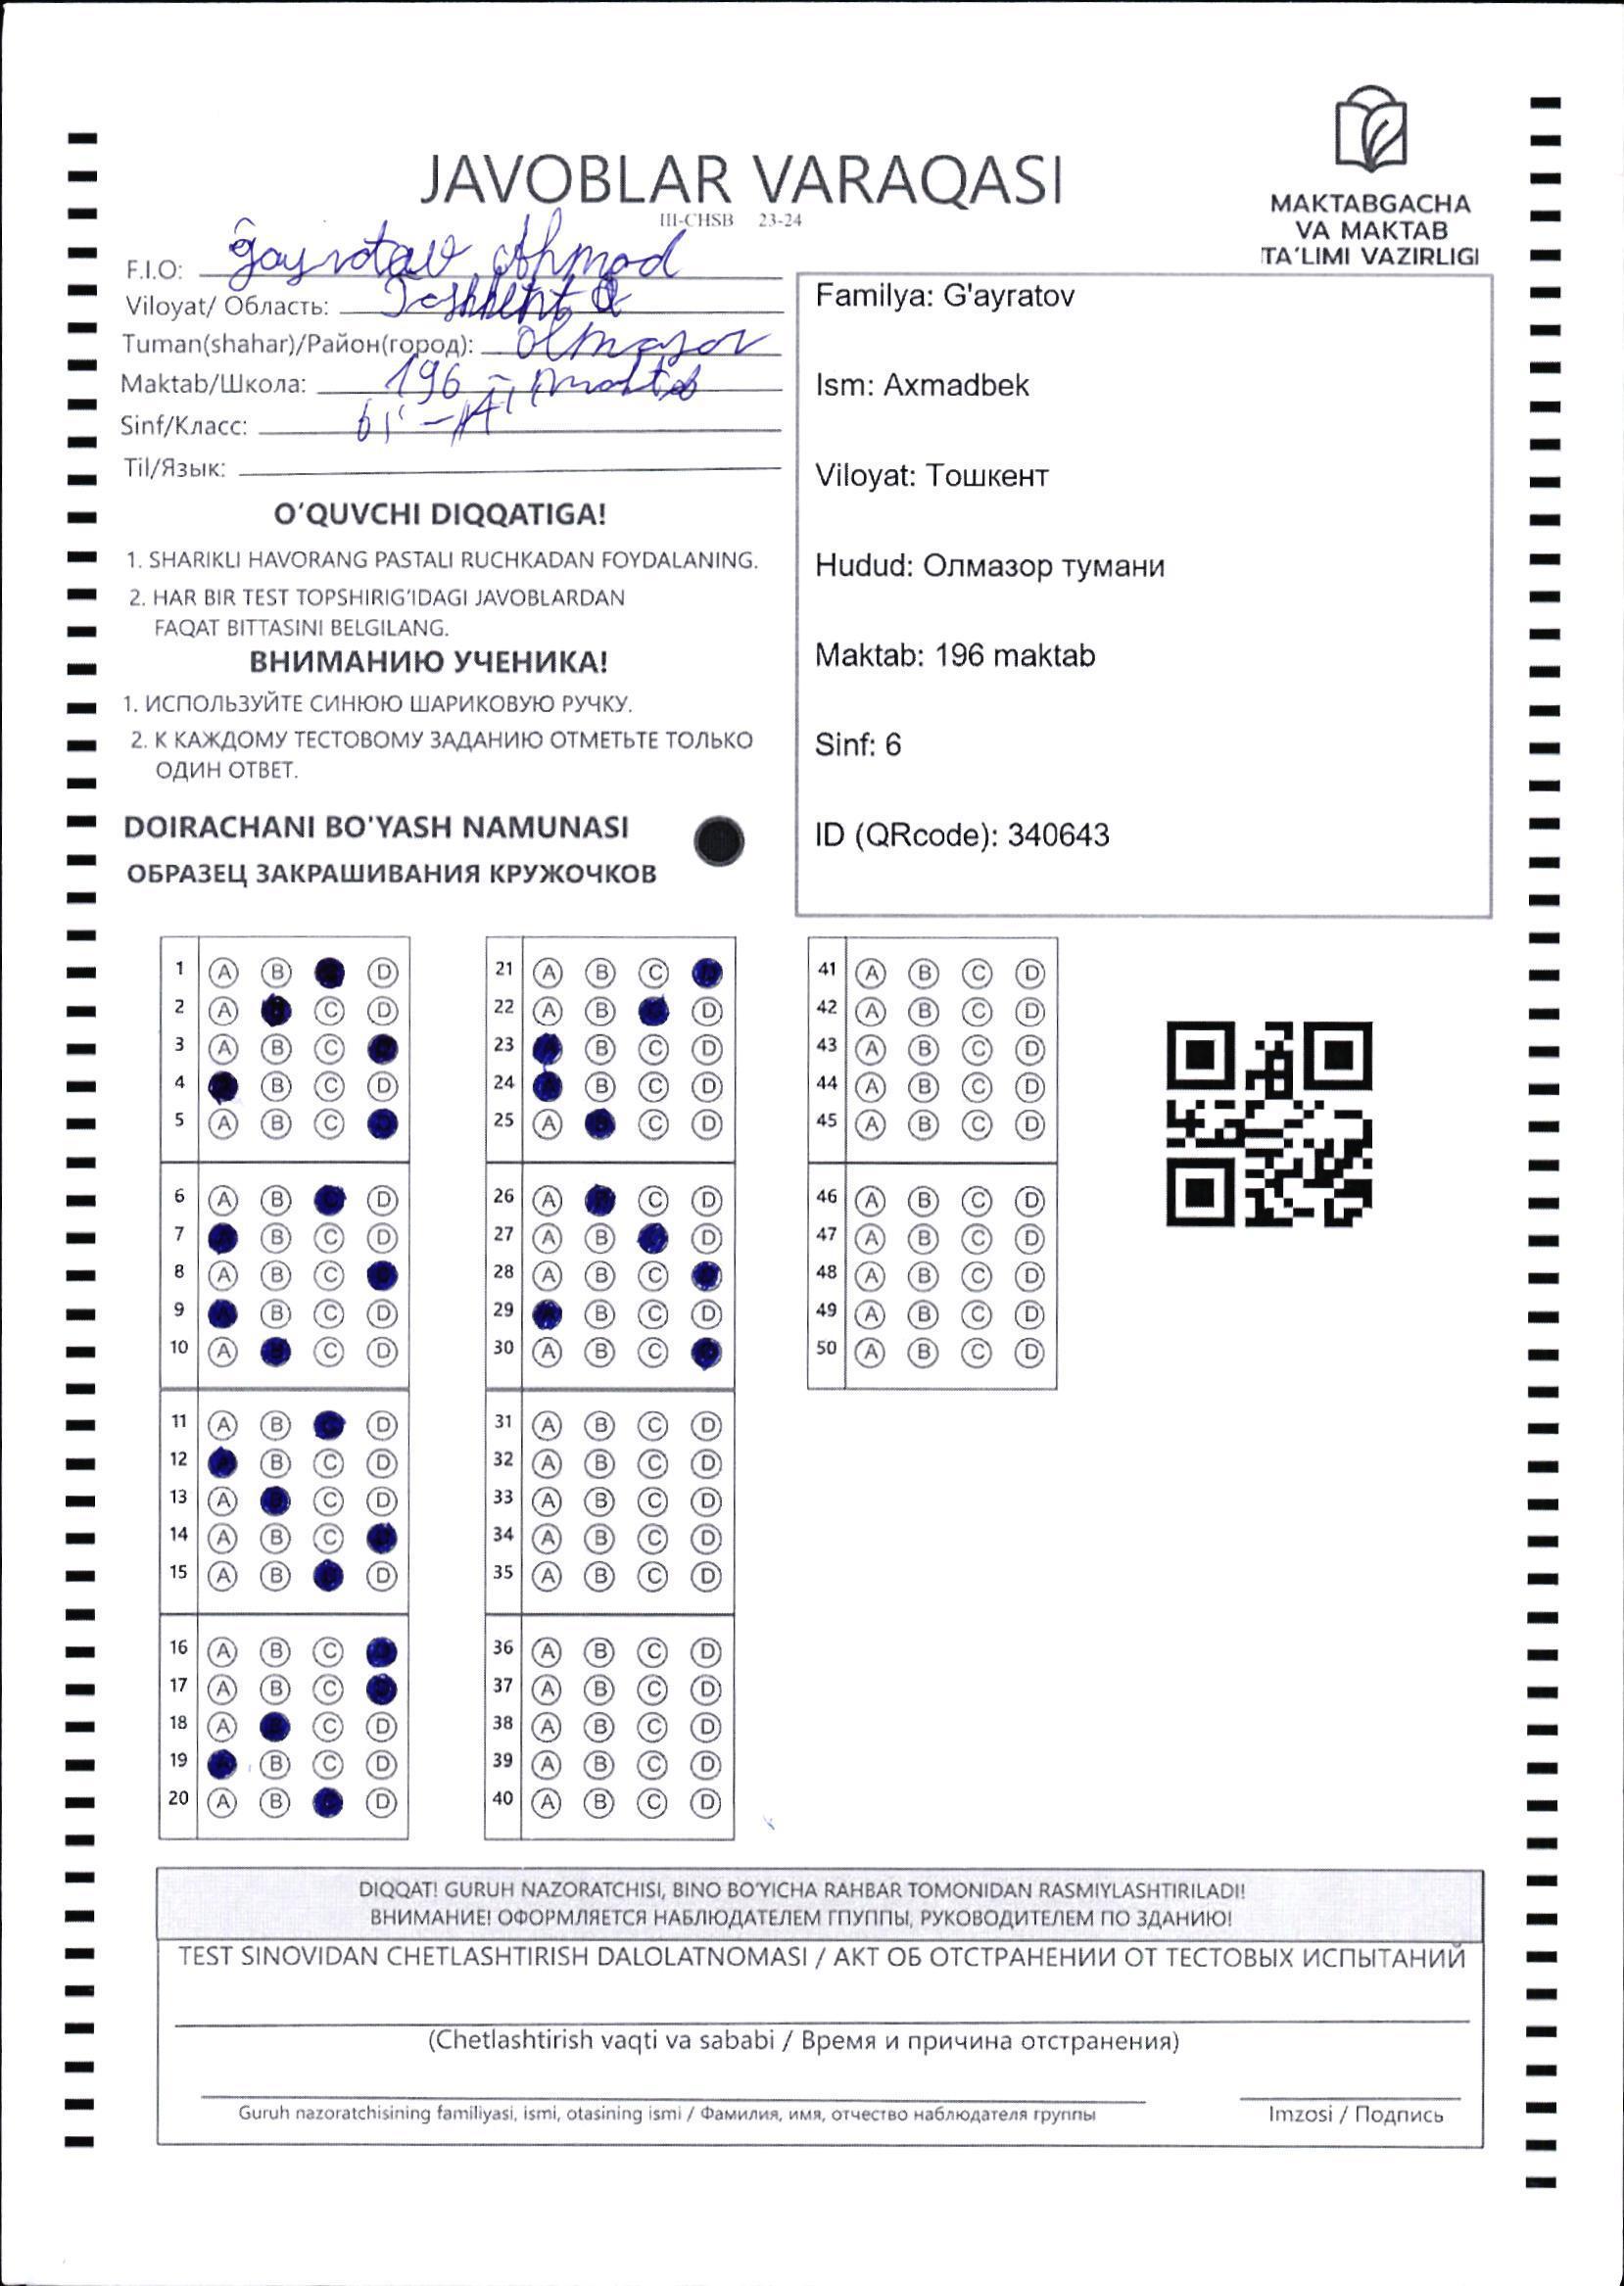 JAVOBLAR VARAQASI
III-CHSB 23-24
MAKTABGACHA
VA MAKTAB
TA'LIMI VAZIRLIGI
F.I.O: Ğayratov Ahmad
Viloyat/ Область: Toshkent
Tuman(shahar)/Район(город): Olmazor
Maktab/Школа: 196 - maktab
Sinf/Класс: 6 "-A"
Til/Язык:
O'QUVCHI DIQQATIGA!
1. SHARIKLI HAVORANG PASTALI RUCHKADAN FOYDALANING.
2. HAR BIR TEST TOPSHIRIG'IDAGI JAVOBLARDAN
FAQAT BITTASINI BELGILANG.
ВНИМАНИЮ УЧЕНИКА!
1. ИСПОЛЬЗУЙТЕ СИНЮЮ ШАРИКОВУЮ РУЧКУ.
2. К КАЖДОМУ ТЕСТОВОМУ ЗАДАНИЮ ОТМЕТЬТЕ ТОЛЬКО
ОДИН ОТВЕТ.
DOIRACHANI BO'YASH NAMUNASI
ОБРАЗЕЦ ЗАКРАШИВАНИЯ КРУЖОЧКОВ
Familya: G'ayratov
Ism: Axmadbek
Viloyat: Тошкент
Hudud: Олмазор тумани
Maktab: 196 maktab
Sinf: 6
ID (QRcode): 340643
1 A B D
2 A C D
3 A B C
4 B C D
5 A B C
6 A B D
7 B C D
8 A B C
9 B C D
10 A C D
11 A B D
12 B C D
13 A C D
14 A B C
15 A B D
16 A B C
17 A B C
18 A C D
19 B C D
20 A B D
21 A B C
22 A B D
23 B C D
24 B C D
25 A C D
26 A C D
27 A B D
28 A B C
29 B C D
30 A B C
31 A B C D
32 A B C D
33 A B C D
34 A B C D
35 A B C D
36 A B C D
37 A B C D
38 A B C D
39 A B C D
40 A B C D
41 A B C D
42 A B C D
43 A B C D
44 A B C D
45 A B C D
46 A B C D
47 A B C D
48 A B C D
49 A B C D
50 A B C D
DIQQAT! GURUH NAZORATCHISI, BINO BO'YICHA RAHBAR TOMONIDAN RASMIYLASHTIRILADI!
ВНИМАНИЕ! ОФОРМЛЯЕТСЯ НАБЛЮДАТЕЛЕМ ГПУППЫ, РУКОВОДИТЕЛЕМ ПО ЗДАНИЮ!
TEST SINOVIDAN CHETLASHTIRISH DALOLATNOMASI / АКТ ОБ ОТСТРАНЕНИИ ОТ ТЕСТОВЫХ ИСПЫТАНИЙ
(Chetlashtirish vaqti va sababi / Время и причина отстранения)
Guruh nazoratchisining familiyasi, ismi, otasining ismi / Фамилия, имя, отчество наблюдателя группы
Imzosi / Подпись